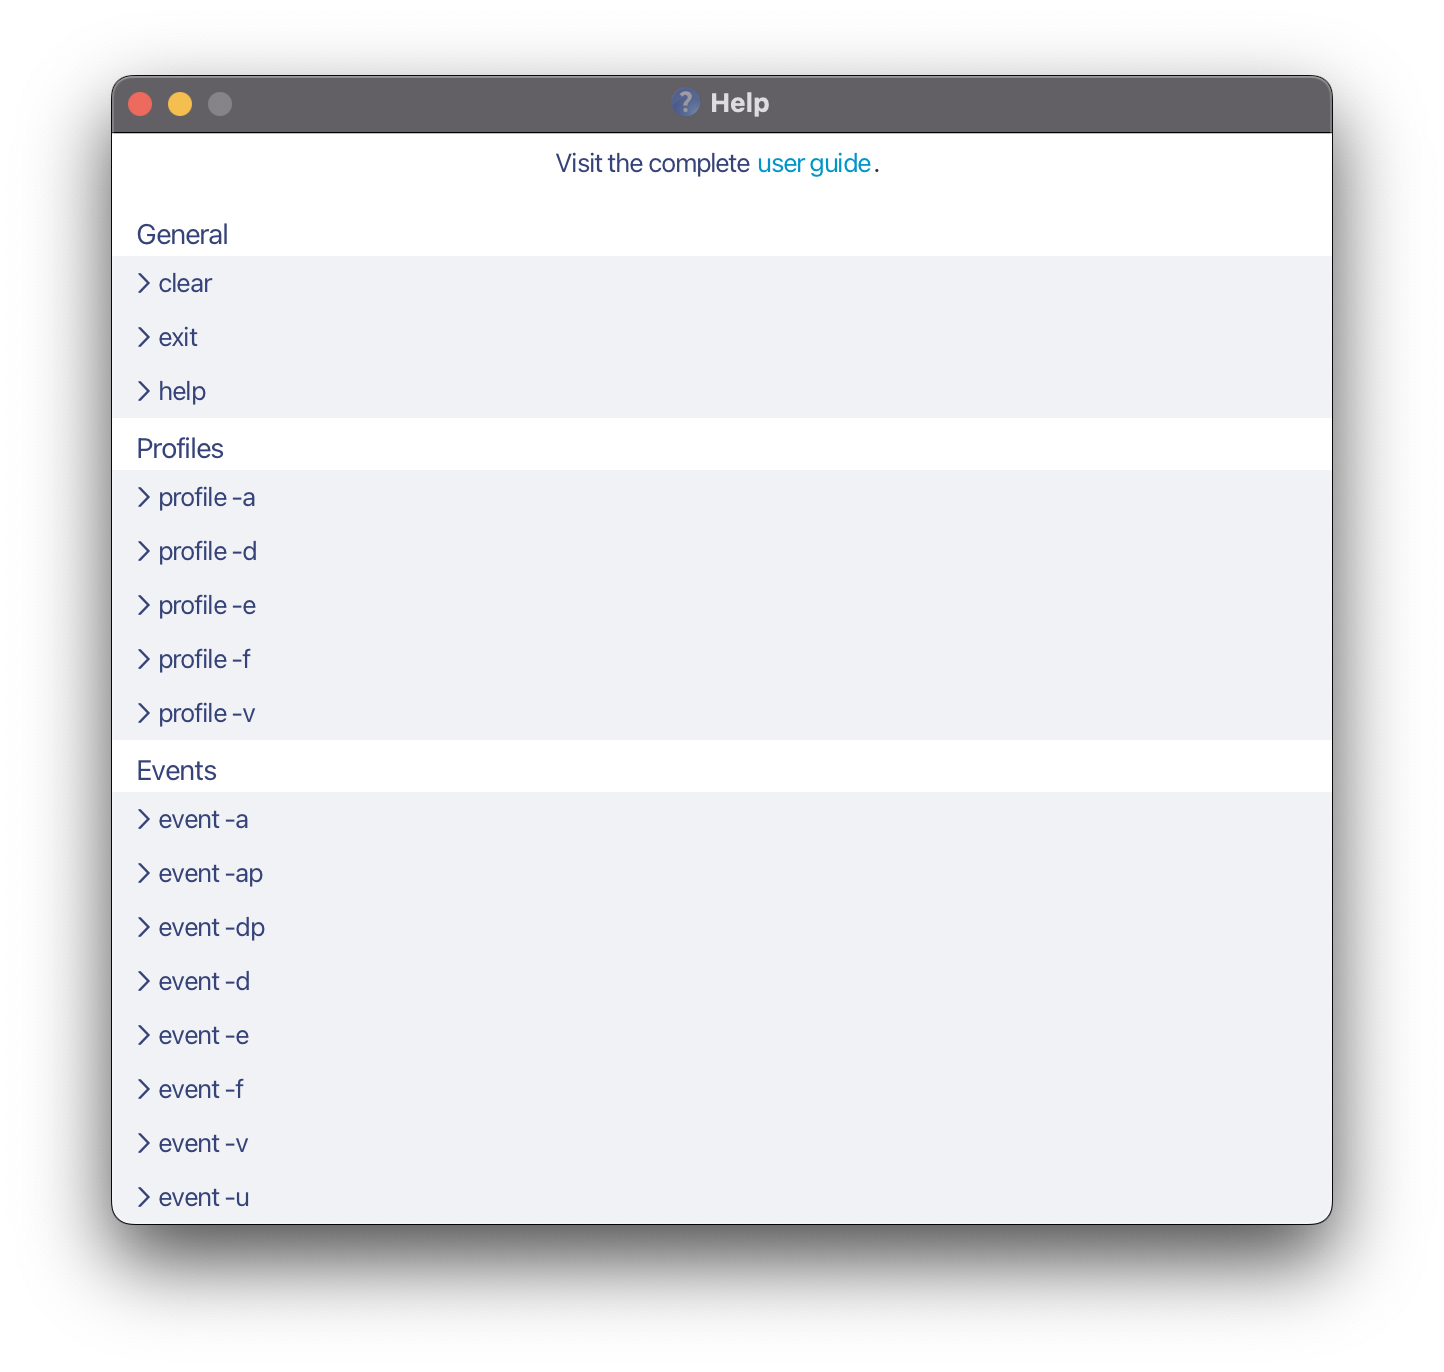 Help
Visit the complete user guide.
General
clear
exit
help
Profiles
profile -a
profile -d
profile -e
profile -f
profile -v
Events
event -a
event -ap
event -dp
event -d
event -e
event -f
event -v
event -u